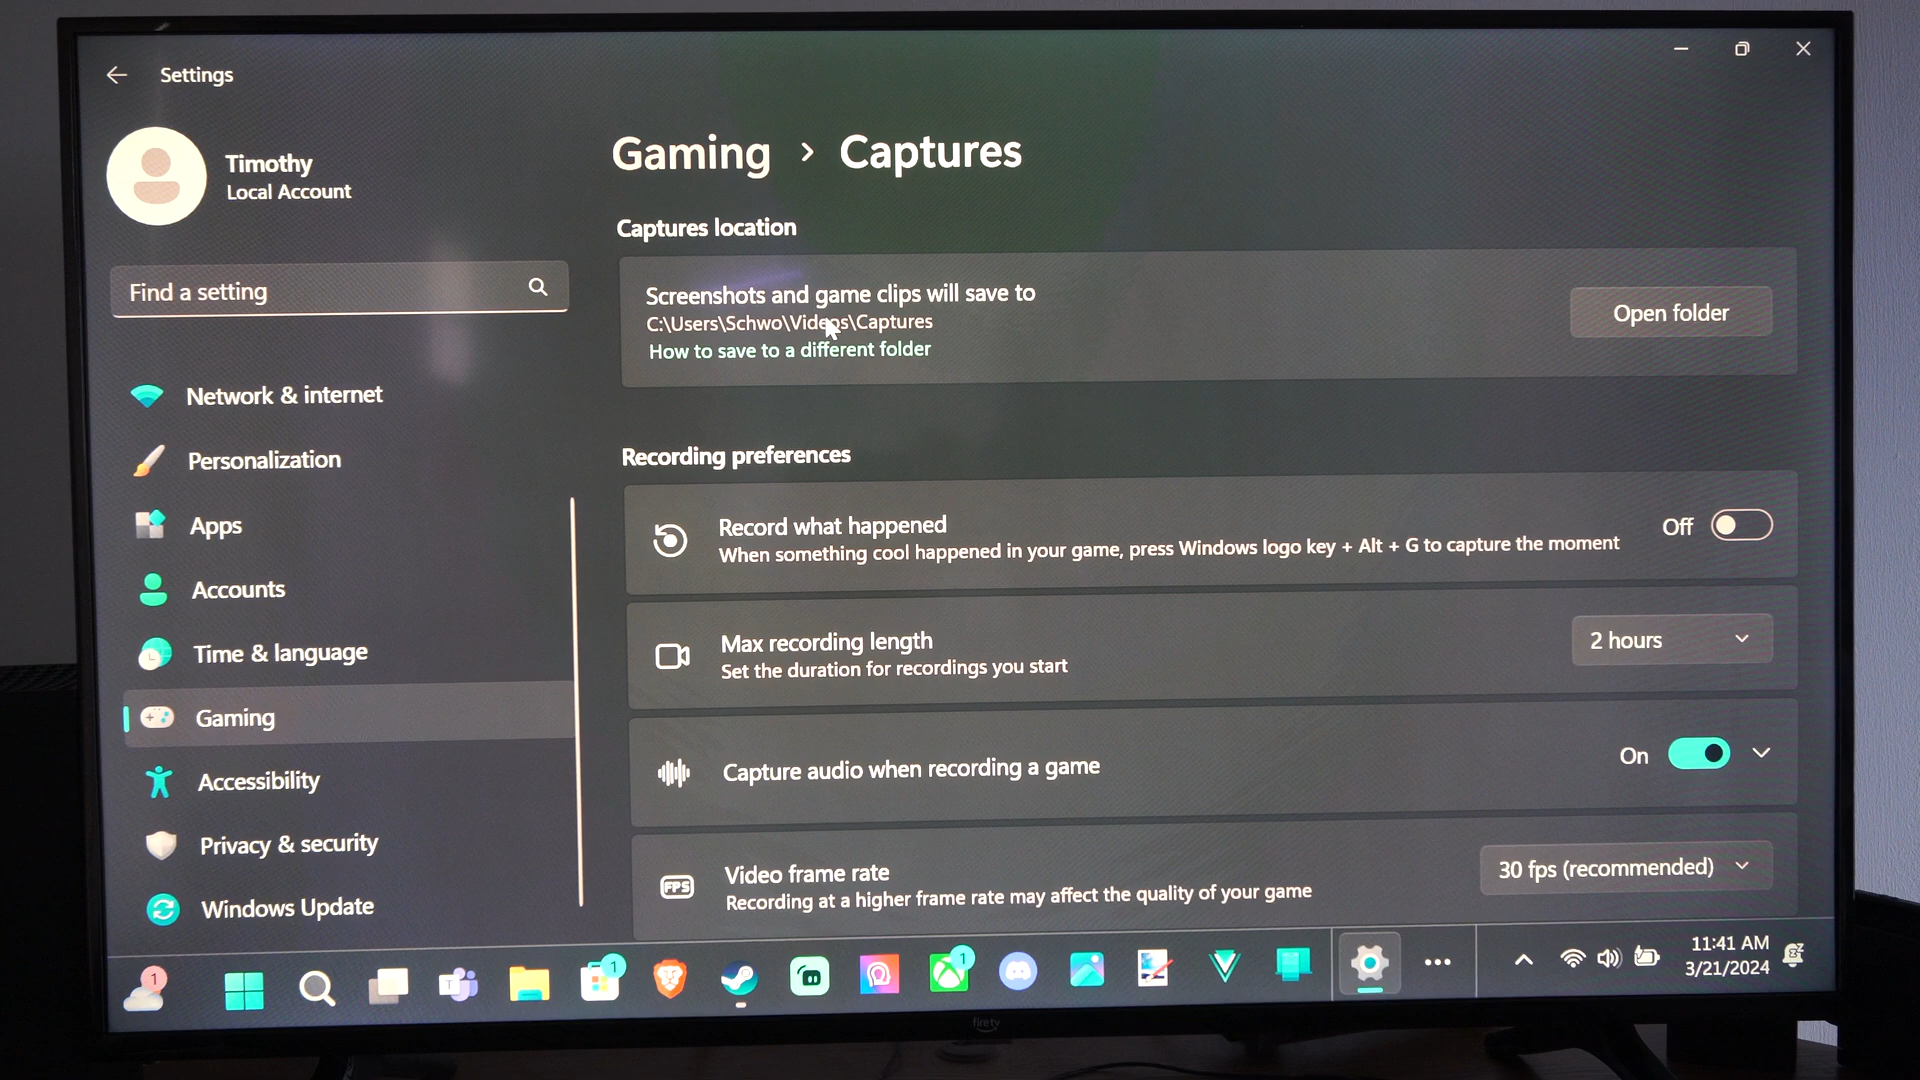 Settings
Timothy
Local Account
Find a setting
Network & internet
Personalization
Apps
Accounts
Time & language
Gaming
Accessibility
Privacy & security
Windows Update
Gaming > Captures
Captures location
Screenshots and game clips will save to
C:\Users\Schwo\Videos\Captures
How to save to a different folder
Open folder
Recording preferences
Record what happened
When something cool happened in your game, press Windows logo key + Alt + G to capture the moment
Off
Max recording length
Set the duration for recordings you start
2 hours
Capture audio when recording a game
On
FPS
Video frame rate
Recording at a higher frame rate may affect the quality of your game
30 fps (recommended)
1
T
1
1
11:41 AM
3/21/2024
firetv